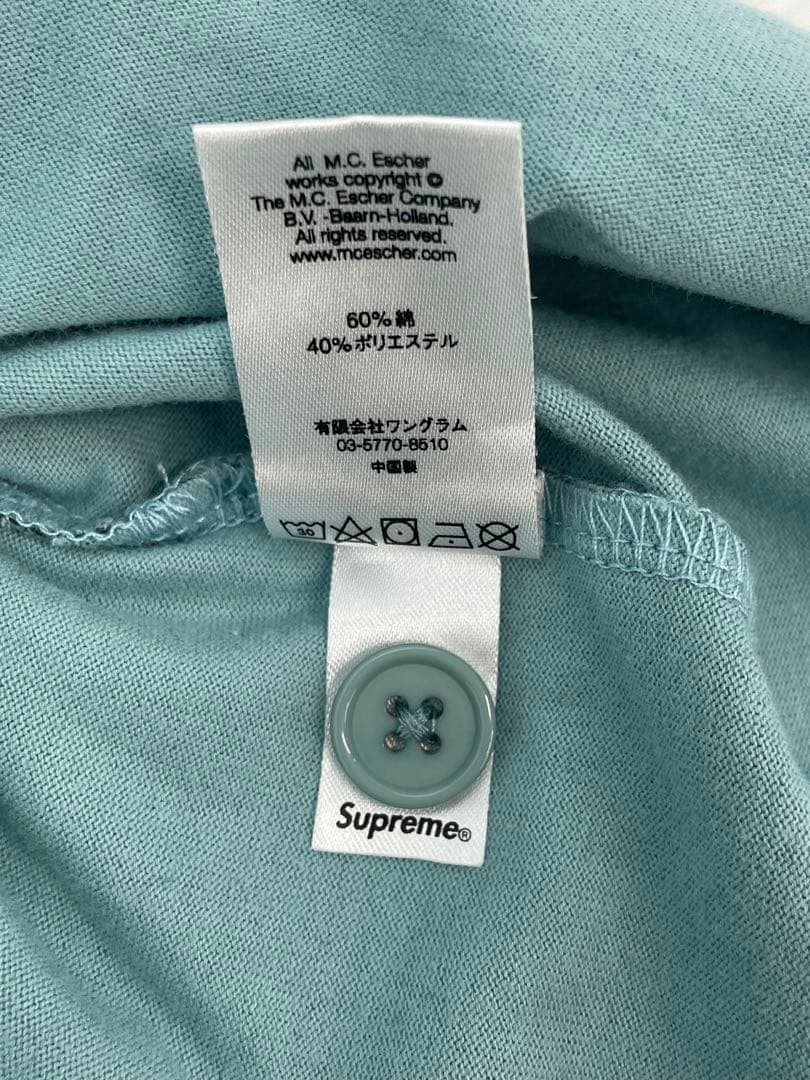 All M.C. Escher
works copyright ©
The M.C. Escher Company
B.V. -Baarn-Holland.
All rights reserved.
www.mcescher.com
60%綿
40%ポリエステル
有限会社ワングラム
03-5770-8510
中国製
30
Supreme®